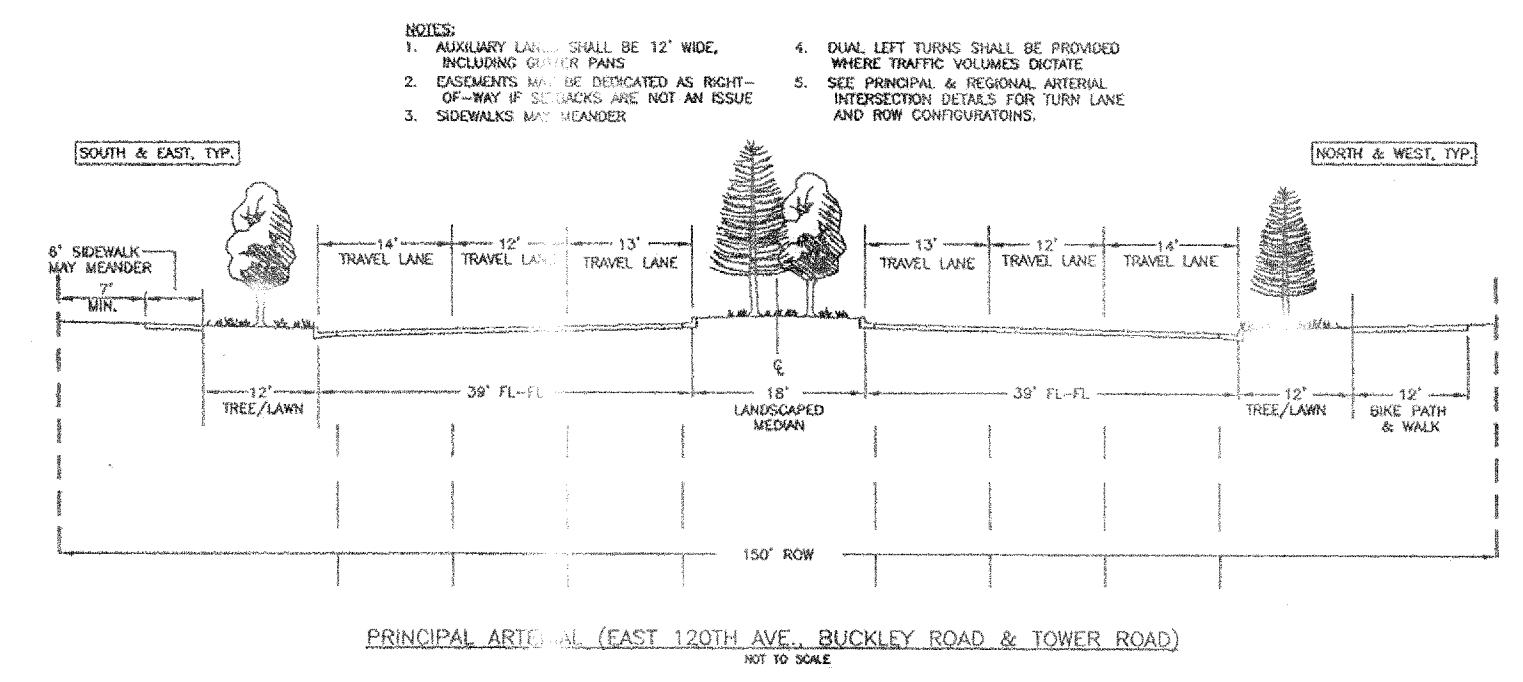 NOTES:
1. AUXILIARY SHALL BE 12' WIDE,
INCLUDING GUTTER PANS
2. EASEMENTS MAY BE DEDICATED AS RIGHT-
OF-WAY IF SETBACKS ARE NOT AN ISSUE
3. SIDEWALKS MAY MEANDER
4. DUAL LEFT TURNS SHALL BE PROVIDED
WHERE TRAFFIC VOLUMES DICTATE
5. SEE PRINCIPAL & REGIONAL ARTERIAL
INTERSECTION DETAILS FOR TURN LANE
AND ROW CONFIGURATOINS.
SOUTH & EAST, TYP.
NORTH & WEST, TYP.
6' SIDEWALK
MAY MEANDER
7'
MIN.
14'
TRAVEL LANE
12'
TRAVEL LANE
13'
TRAVEL LANE
13'
TRAVEL LANE
12'
TRAVEL LANE
14'
TRAVEL LANE
℄
12'
TREE/LAWN
39' FL-FL
18'
LANDSCAPED
MEDIAN
39' FL-FL
12'
TREE/LAWN
12'
BIKE PATH
& WALK
150' ROW
PRINCIPAL ARTERIAL (EAST 120TH AVE., BUCKLEY ROAD & TOWER ROAD)
NOT TO SCALE